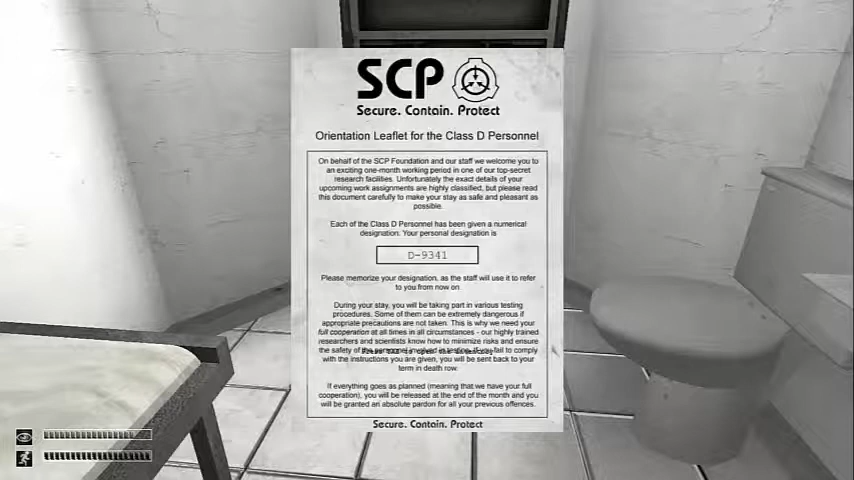 SCP
Secure. Contain. Protect
Orientation Leaflet for the Class D Personnel
On behalf of the SCP Foundation and our staff we welcome you to
an exciting one-month working period in one of our top-secret
research facilities. Unfortunately the exact details of your
upcoming work assignments are highly classified, but please read
this document carefully to make your stay as safe and pleasant as
possible.
Each of the Class D Personnel has been given a numerical
designation. Your personal designation is
D-9341
Please memorize your designation, as the staff will use it to refer
to you from now on
During your stay, you will be taking part in various testing
procedures. Some of them can be extremely dangerous if
appropriate precautions are not taken. This is why we need your
full cooperation at all times in all circumstances - our highly trained
researchers and scientists know how to minimize risks and ensure
the safety of the personnel involved in testing. If you fail to comply
with the instructions you are given, you will be sent back to your
term in death row.
If everything goes as planned (meaning that we have your full
cooperation), you will be released at the end of the month and you
will be granted an absolute pardon for all your previous offences.
Secure. Contain. Protect